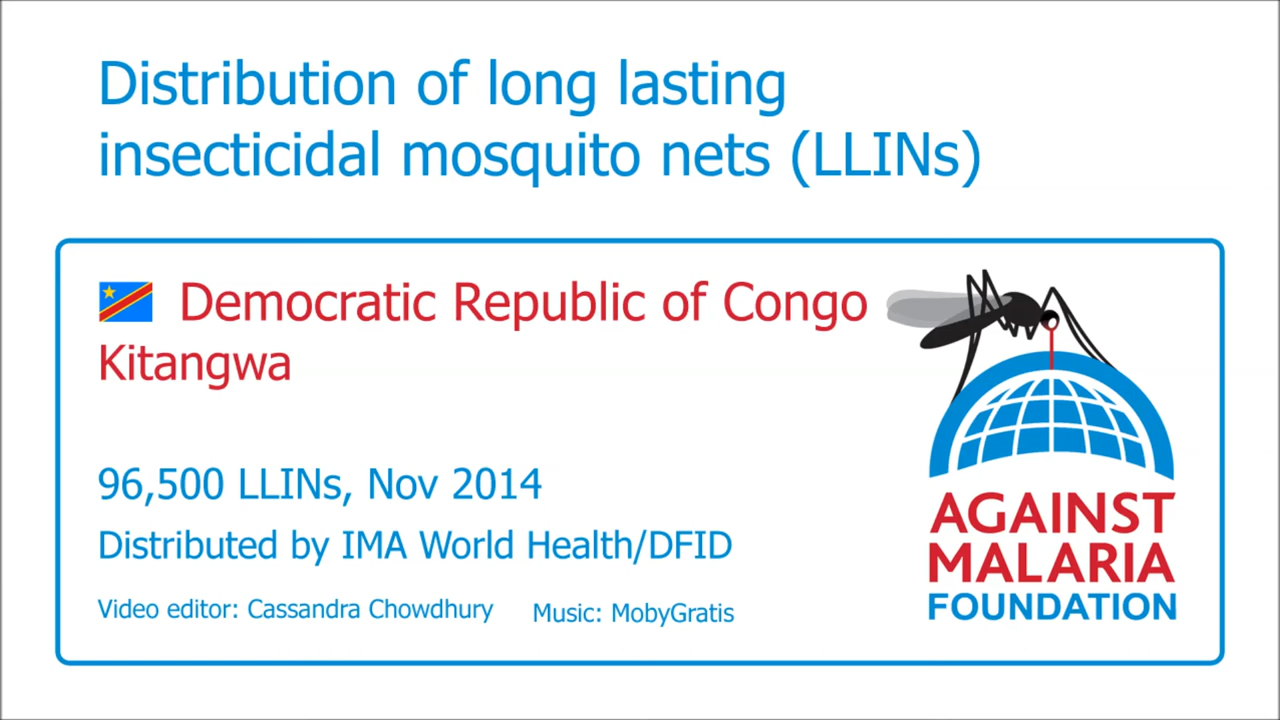 Distribution of long lasting
insecticidal mosquito nets (LLINs)
Democratic Republic of Congo
Kitangwa
96,500 LLINs, Nov 2014
Distributed by IMA World Health/DFID
Video editor: Cassandra Chowdhury
Music: MobyGratis
AGAINST
MALARIA
FOUNDATION